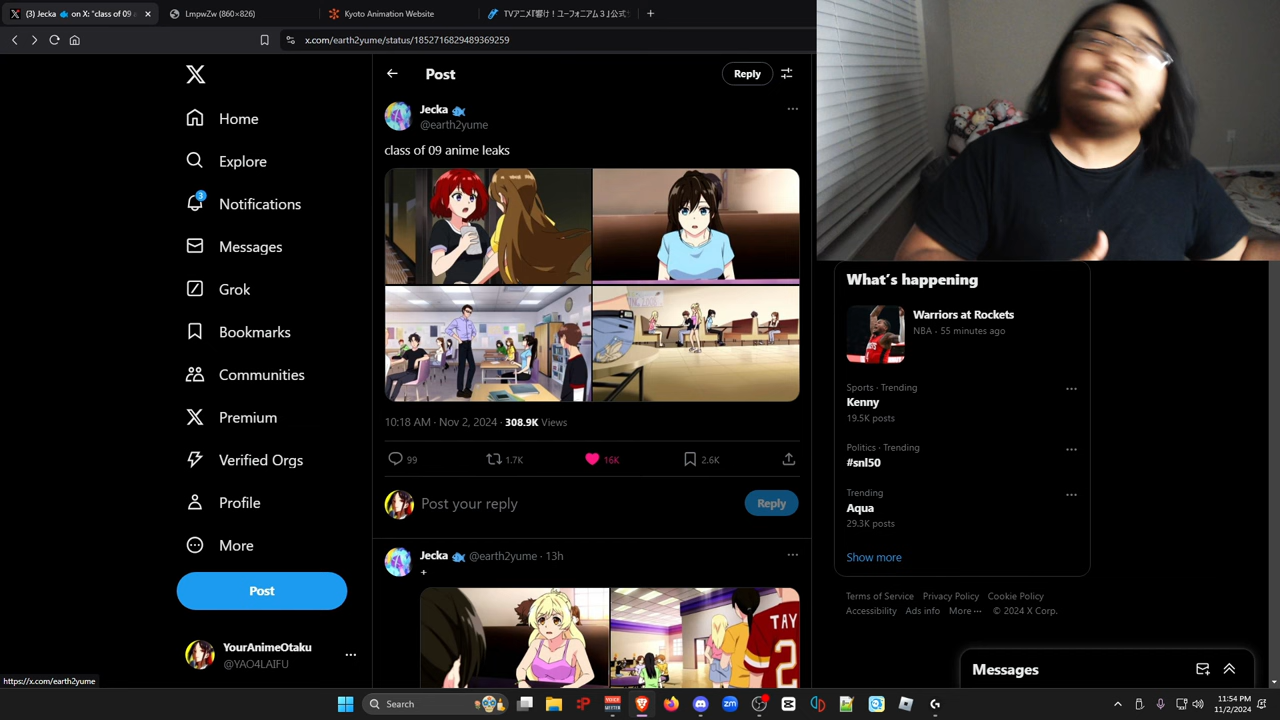 (3) Jecka 🐟 on X: "class of 09 a
LmpwZw (860×826)
Kyoto Animation Website
TVアニメ『響け！ユーフォニアム３』公式
x.com/earth2yume/status/1852716829489369259
Home
Explore
3
Notifications
Messages
Grok
Bookmarks
Communities
Premium
Verified Orgs
Profile
More
Post
YourAnimeOtaku
@YAO4LAIFU
https://x.com/earth2yume
Post
Reply
Jecka 🐟
@earth2yume
class of 09 anime leaks
10:18 AM · Nov 2, 2024 · 308.9K Views
99
1.7K
16K
2.6K
Post your reply
Reply
Jecka 🐟 @earth2yume · 13h
+
TAY
2
What's happening
Warriors at Rockets
NBA · 55 minutes ago
Sports · Trending
Kenny
19.5K posts
Politics · Trending
#snl50
Trending
Aqua
29.3K posts
Show more
Terms of Service Privacy Policy Cookie Policy
Accessibility Ads info More ··· © 2024 X Corp.
Messages
Search
zm
11:54 PM
11/2/2024